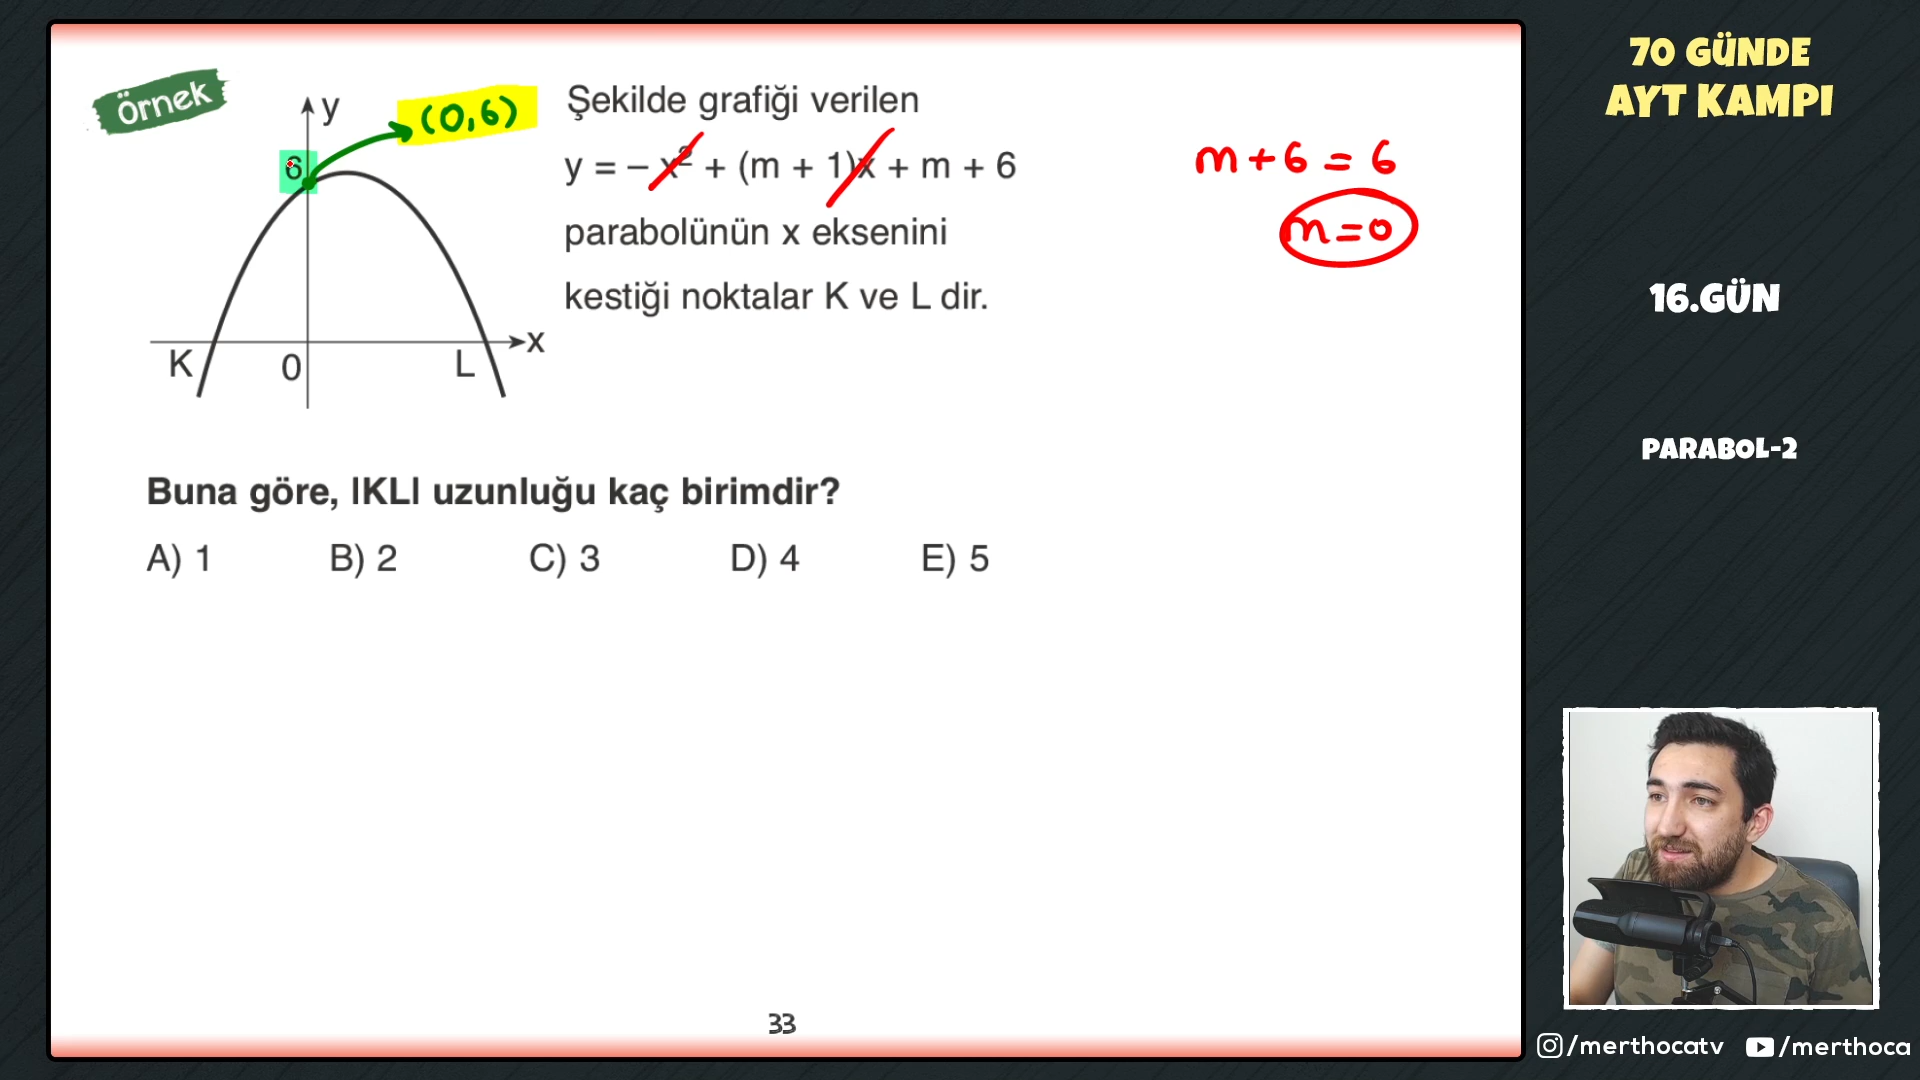 Örnek
y
(0,6)
6
x
K
0
L
Şekilde grafiği verilen
y = – x² + (m + 1)x + m + 6
parabolünün x eksenini
kestiği noktalar K ve L dir.
m+6 = 6
m=0
Buna göre, |KL| uzunluğu kaç birimdir?
A) 1 B) 2 C) 3 D) 4 E) 5
33
70 GÜNDE
AYT KAMPI
16.GÜN
PARABOL-2
/merthocatv /merthoca